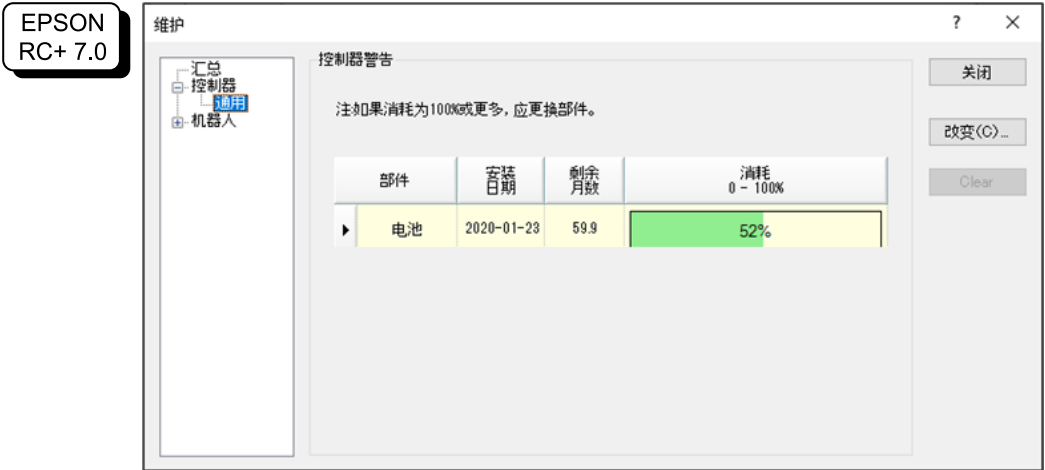 EPSON
RC+ 7.0
维护
?
汇总
控制器
通用
机器人
控制器警告
注:如果消耗为100%或更多, 应更换部件。
部件
安装
日期
剩余
月数
消耗
0 - 100%
电池
2020-01-23
59.9
52%
关闭
改变(C)…
Clear